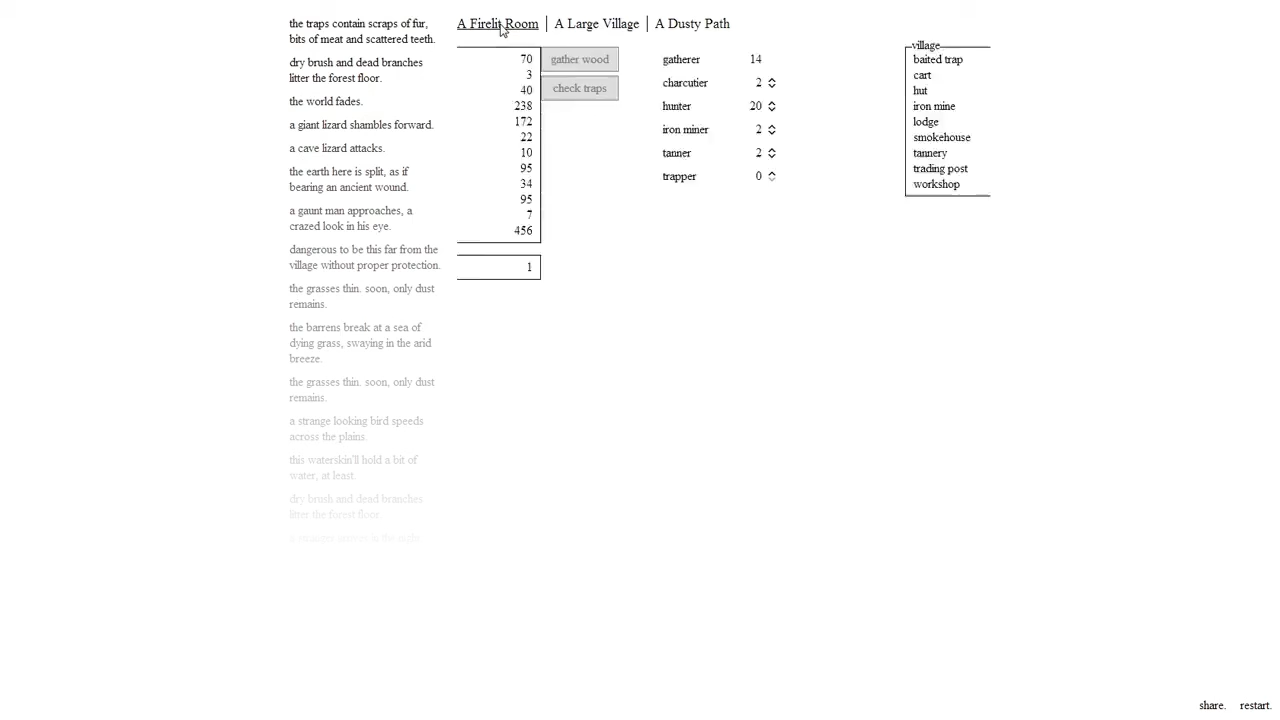 the traps contain scraps of fur,
bits of meat and scattered teeth.
dry brush and dead branches
litter the forest floor.
the world fades.
a giant lizard shambles forward.
a cave lizard attacks.
the earth here is split, as if
bearing an ancient wound.
a gaunt man approaches, a
crazed look in his eye.
dangerous to be this far from the
village without proper protection.
the grasses thin. soon, only dust
remains.
the barrens break at a sea of
dying grass, swaying in the arid
breeze.
the grasses thin. soon, only dust
remains.
a strange looking bird speeds
across the plains.
this waterskin'll hold a bit of
water, at least.
dry brush and dead branches
litter the forest floor.
a stranger arrives in the night
A Firelit Room | A Large Village | A Dusty Path
70
3
40
238
172
22
10
95
34
95
7
456
1
gather wood
check traps
gatherer 14
charcutier 2
hunter 20
iron miner 2
tanner 2
trapper 0
village
baited trap
cart
hut
iron mine
lodge
smokehouse
tannery
trading post
workshop
share. restart.